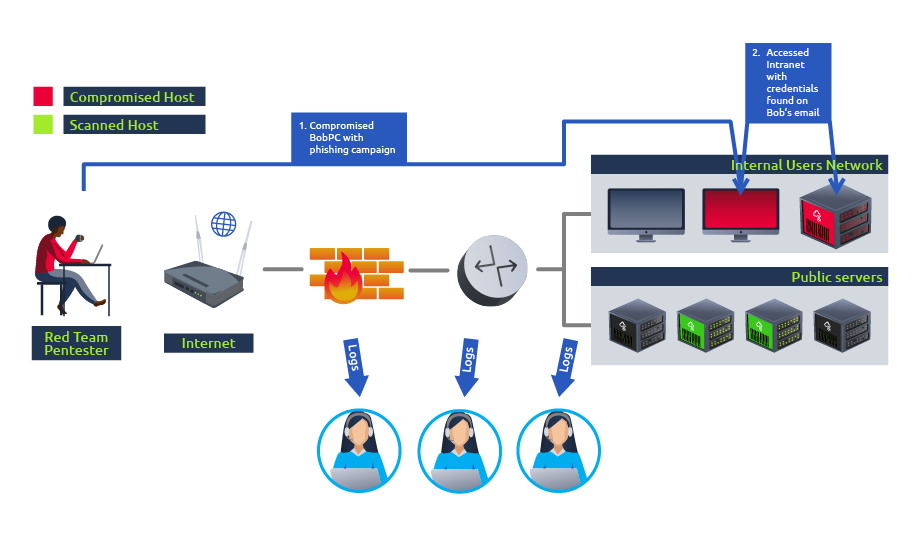 Compromised Host
Scanned Host
1. Compromised
BobPC with
phishing campaign
2. Accessed
Intranet
with
credentials
found on
Bob's email
Internal Users Network
Public servers
Red Team
Pentester
Internet
Logs
Logs
Logs